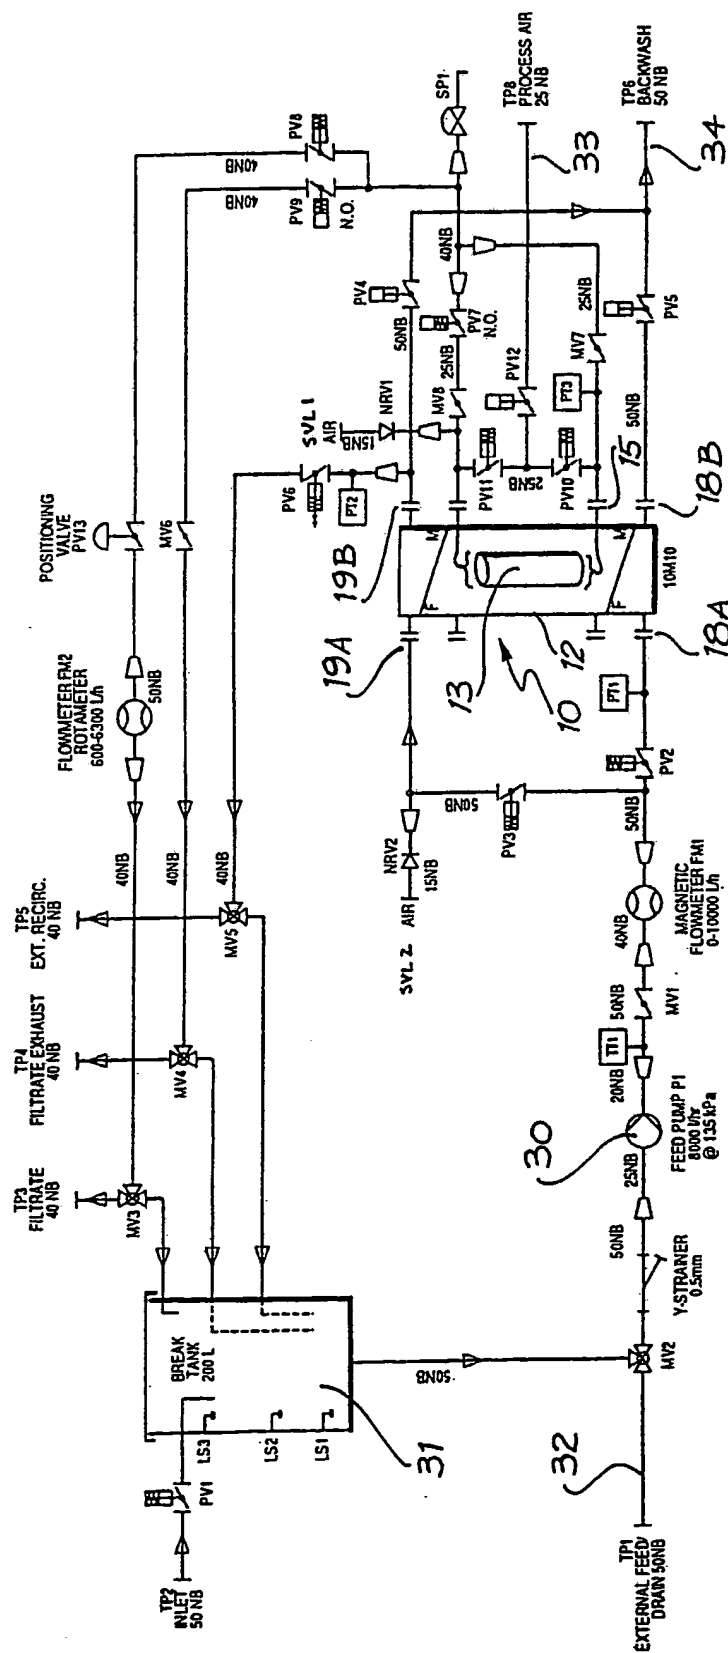 TP2
INLET
50 NB
PV1
LS3
LS2
LS1
BREAK
TANK
200 L
31
TP3
FILTRATE
40 NB
MV3
TP4
FILTRATE EXHAUST
40 NB
MV4
TP5
EXT. RECIRC.
40 NB
MV5
40NB
40NB
40NB
FLOWMETER FM2
ROTAMETER
600-6300 L/h
50NB
POSITIONING
VALVE
PV13
MV6
PV6
PT2
40NB
PV8
40NB
PV9
N.O.
SVL1
AIR
15NB
NRV1
50NB
PV4
25NB
PV7
N.O.
40NB
SP1
MV8
PV11
25NB
PV10
PV12
TP8
PROCESS AIR
25 NB
33
PT3
MV7
25NB
15
50NB
PV5
TP6
BACKWASH
50 NB
34
18B
19B
M
F
M
F
10M10
19A
18A
13
12
10
SVL2
AIR
NRV2
15NB
50NB
PV3
PT1
PV2
50NB
MAGNETIC
FLOWMETER FM1
0-10000 L/h
40NB
50NB
MV1
TT1
20NB
30
FEED PUMP P1
8000 l/hr
@ 135 kPa
25NB
50NB
Y-STRAINER
0.5mm
MV2
50NB
32
TP1
EXTERNAL FEED/
DRAIN 50NB